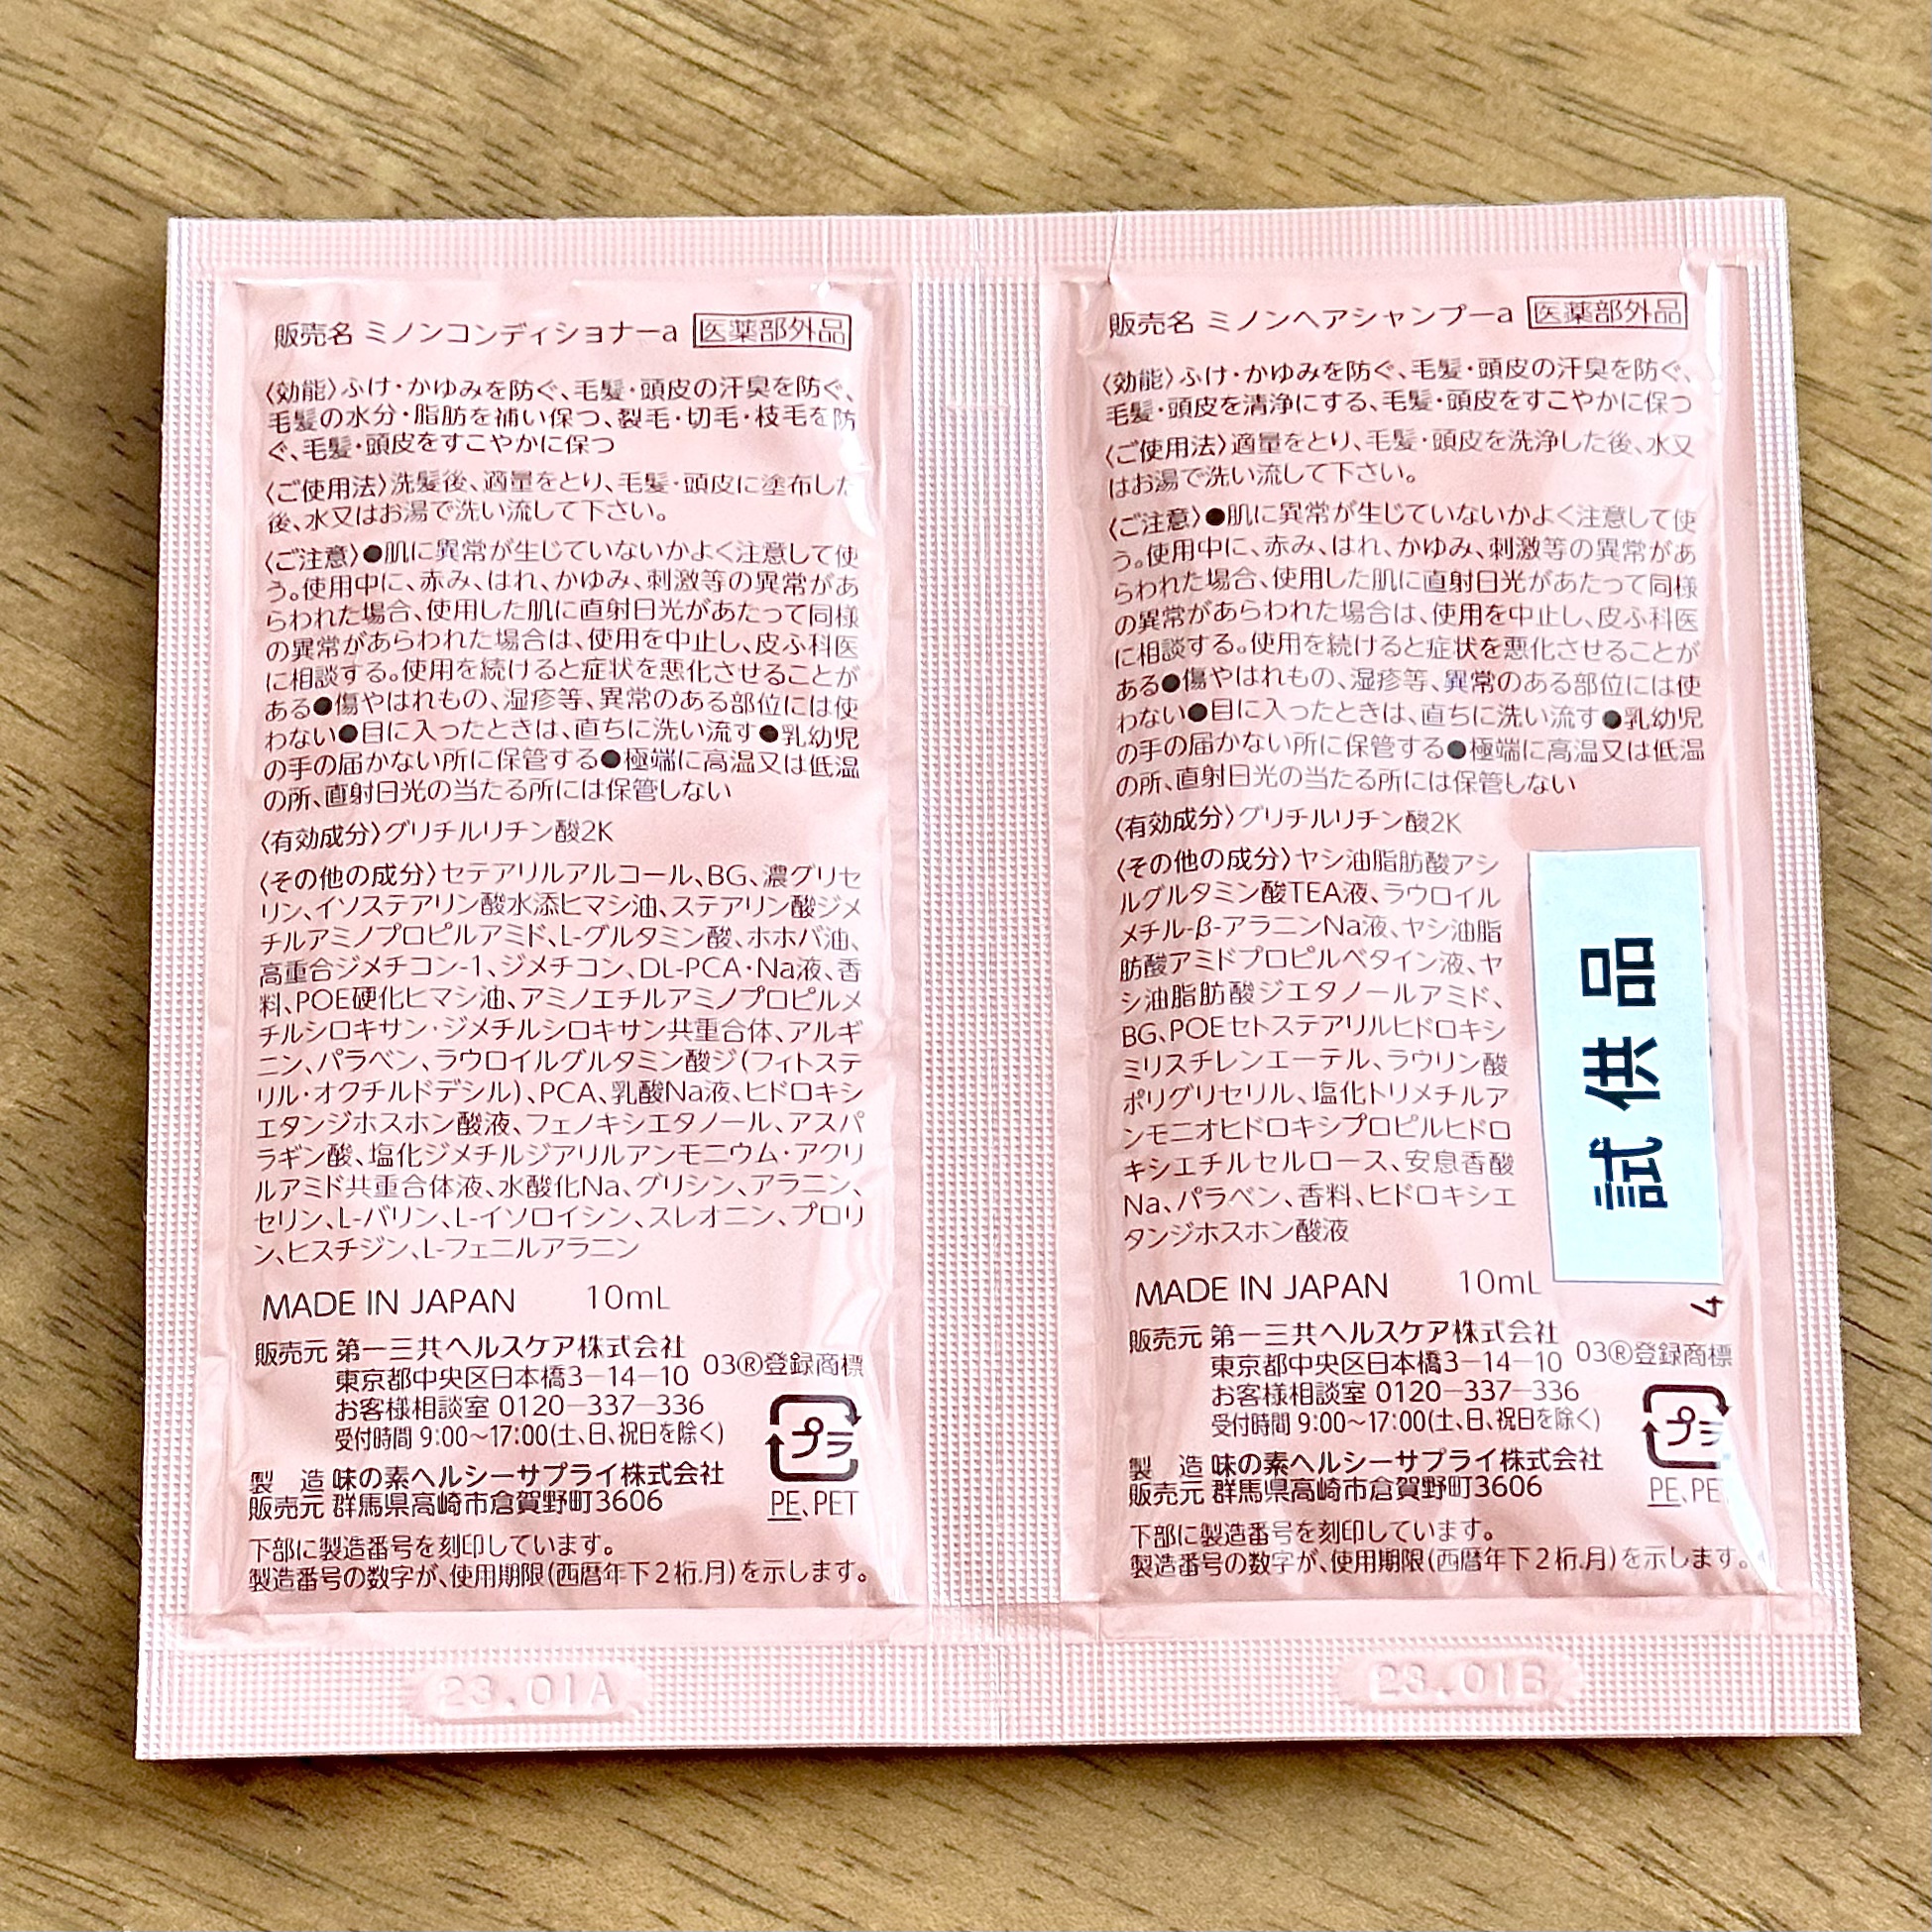 販売名 ミノンコンディショナーa 医薬部外品
〈効能〉ふけ・かゆみを防ぐ、毛髪・頭皮の汗臭を防ぐ、
毛髪の水分・脂肪を補い保つ、裂毛・切毛・枝毛を防
ぐ、毛髪・頭皮をすこやかに保つ
〈ご使用法〉洗髪後、適量をとり、毛髪・頭皮に塗布した
後、水又はお湯で洗い流して下さい。
〈ご注意〉●肌に異常が生じていないかよく注意して使
う。使用中に、赤み、はれ、かゆみ、刺激等の異常があ
らわれた場合、使用した肌に直射日光があたって同様
の異常があらわれた場合は、使用を中止し、皮ふ科医
に相談する。使用を続けると症状を悪化させることが
ある●傷やはれもの、湿疹等、異常のある部位には使
わない●目に入ったときは、直ちに洗い流す●乳幼児
の手の届かない所に保管する●極端に高温又は低温
の所、直射日光の当たる所には保管しない
〈有効成分〉グリチルリチン酸2K
〈その他の成分〉セテアリルアルコール、BG、濃グリセ
リン、イソステアリン酸水添ヒマシ油、ステアリン酸ジメ
チルアミノプロピルアミド、L-グルタミン酸、ホホバ油、
高重合ジメチコン-1、ジメチコン、DL-PCA・Na液、香
料、POE硬化ヒマシ油、アミノエチルアミノプロピルメ
チルシロキサン・ジメチルシロキサン共重合体、アルギ
ニン、パラベン、ラウロイルグルタミン酸ジ(フィトステ
リル・オクチルドデシル)、PCA、乳酸Na液、ヒドロキシ
エタンジホスホン酸液、フェノキシエタノール、アスパ
ラギン酸、塩化ジメチルジアリルアンモニウム・アクリ
ルアミド共重合体液、水酸化Na、グリシン、アラニン、
セリン、L-バリン、L-イソロイシン、スレオニン、プロリ
ン、ヒスチジン、L-フェニルアラニン
MADE IN JAPAN 10mL
販売元 第一三共ヘルスケア株式会社
東京都中央区日本橋3-14-10 03®登録商標
お客様相談室 0120-337-336
受付時間 9:00〜17:00(土、日、祝日を除く)
プラ
製 造 味の素ヘルシーサプライ株式会社
販売元 群馬県高崎市倉賀野町3606
PE、PET
下部に製造番号を刻印しています。
製造番号の数字が、使用期限(西暦年下2桁.月)を示します。
23.01A
販売名 ミノンヘアシャンプーa 医薬部外品
〈効能〉ふけ・かゆみを防ぐ、毛髪・頭皮の汗臭を防ぐ、
毛髪・頭皮を清浄にする、毛髪・頭皮をすこやかに保つ
〈ご使用法〉適量をとり、毛髪・頭皮を洗浄した後、水又
はお湯で洗い流して下さい。
〈ご注意〉●肌に異常が生じていないかよく注意して使
う。使用中に、赤み、はれ、かゆみ、刺激等の異常があ
らわれた場合、使用した肌に直射日光があたって同様
の異常があらわれた場合は、使用を中止し、皮ふ科医
に相談する。使用を続けると症状を悪化させることが
ある●傷やはれもの、湿疹等、異常のある部位には使
わない●目に入ったときは、直ちに洗い流す●乳幼児
の手の届かない所に保管する●極端に高温又は低温
の所、直射日光の当たる所には保管しない
〈有効成分〉グリチルリチン酸2K
〈その他の成分〉ヤシ油脂肪酸アシ
ルグルタミン酸TEA液、ラウロイル
メチル-β-アラニンNa液、ヤシ油脂
肪酸アミドプロピルベタイン液、ヤ
シ油脂肪酸ジエタノールアミド、
BG、POEセトステアリルヒドロキシ
ミリスチレンエーテル、ラウリン酸
ポリグリセリル、塩化トリメチルア
ンモニオヒドロキシプロピルヒドロ
キシエチルセルロース、安息香酸
Na、パラベン、香料、ヒドロキシエ
タンジホスホン酸液
試供品
4
MADE IN JAPAN 10mL
販売元 第一三共ヘルスケア株式会社
東京都中央区日本橋3-14-10 03®登録商標
お客様相談室 0120-337-336
受付時間 9:00〜17:00(土、日、祝日を除く)
プラ
製 造 味の素ヘルシーサプライ株式会社
販売元 群馬県高崎市倉賀野町3606
PE、PE
下部に製造番号を刻印しています。
製造番号の数字が、使用期限(西暦年下2桁.月)を示します。
23.01B